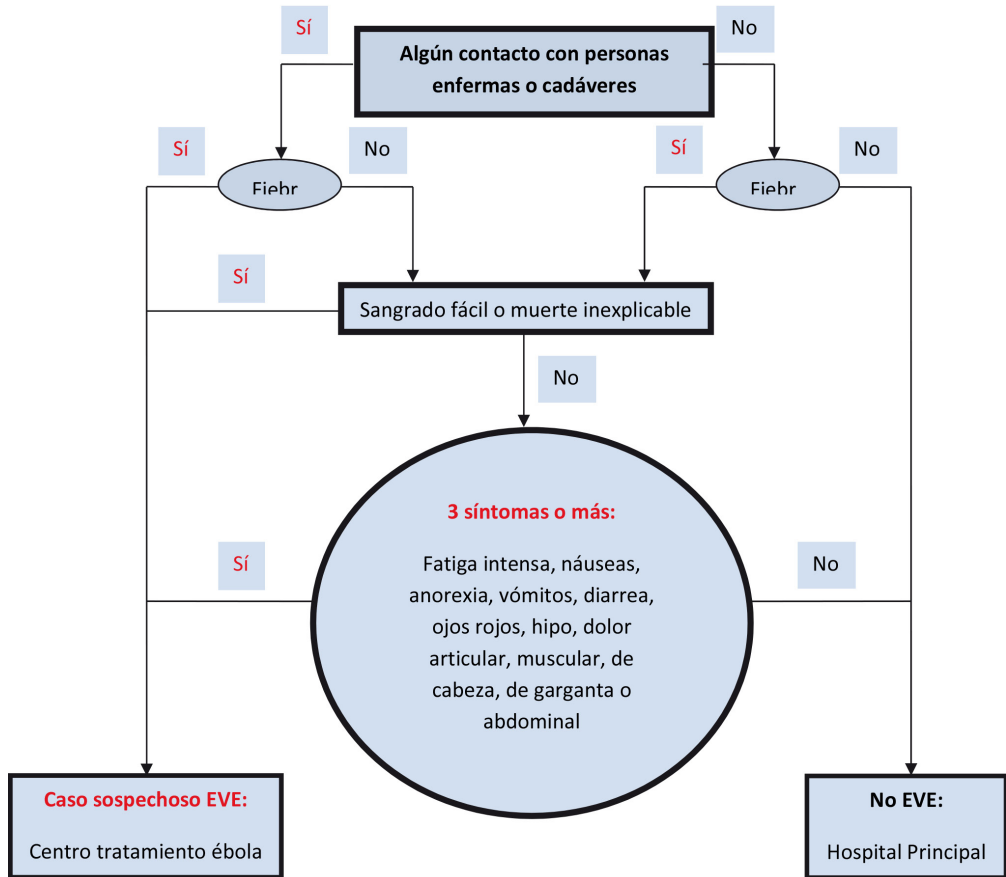 Sí
No
Algún contacto con personas
enfermas o cadáveres
Sí
No
Sí
No
Fiebr
Fiebr
Sí
Sangrado fácil o muerte inexplicable
No
3 síntomas o más:
Sí
No
Fatiga intensa, náuseas,
anorexia, vómitos, diarrea,
ojos rojos, hipo, dolor
articular, muscular, de
cabeza, de garganta o
abdominal
Caso sospechoso EVE:
Centro tratamiento ébola
No EVE:
Hospital Principal